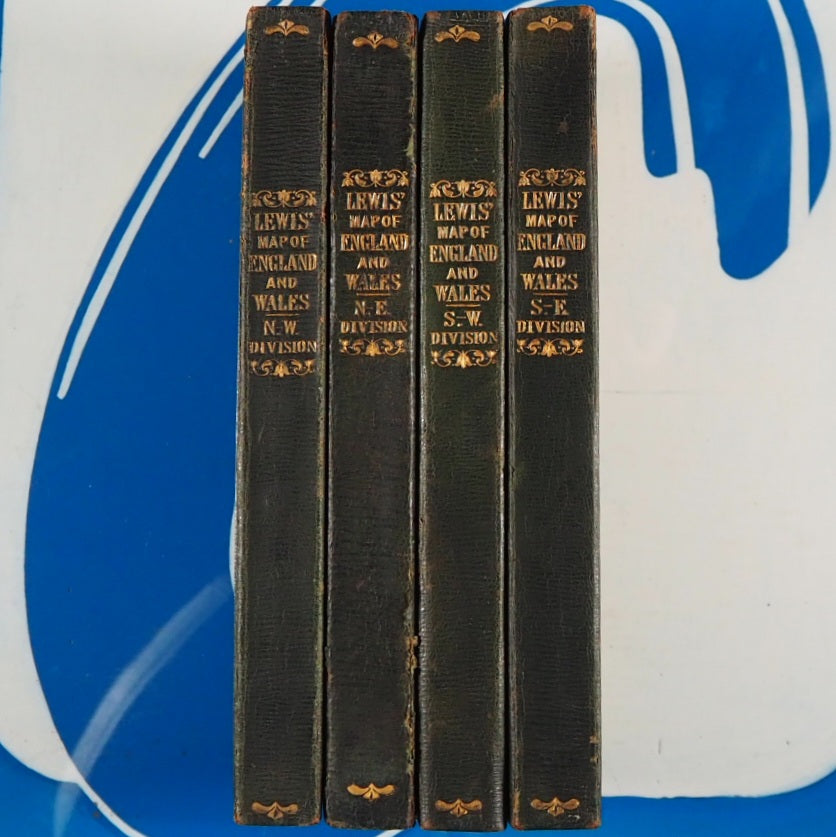 LEWIS'
MAP OF
ENGLAND
AND
WALES
N.-W.
DIVISION
LEWIS'
MAP OF
ENGLAND
AND
WALES
N.-E.
DIVISION
LEWIS'
MAP OF
ENGLAND
AND
WALES
S.-W.
DIVISION
LEWIS'
MAP OF
ENGLAND
AND
WALES
S.-E.
DIVISION